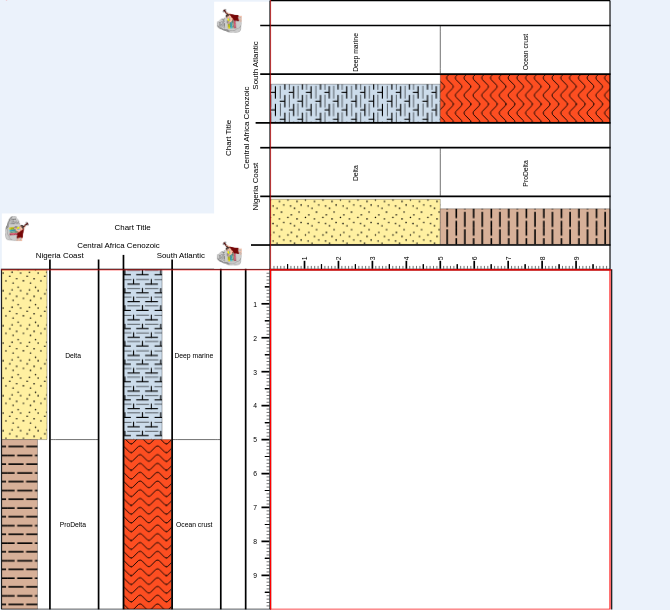 South Atlantic
Deep marine
Ocean crust
Chart Title
Central Africa Cenozoic
Nigeria Coast
Delta
ProDelta
1 2 3 4 5 6 7 8 9
Chart Title
Central Africa Cenozoic
Nigeria Coast South Atlantic
Delta
Deep marine
ProDelta
Ocean crust
1
2
3
4
5
6
7
8
9